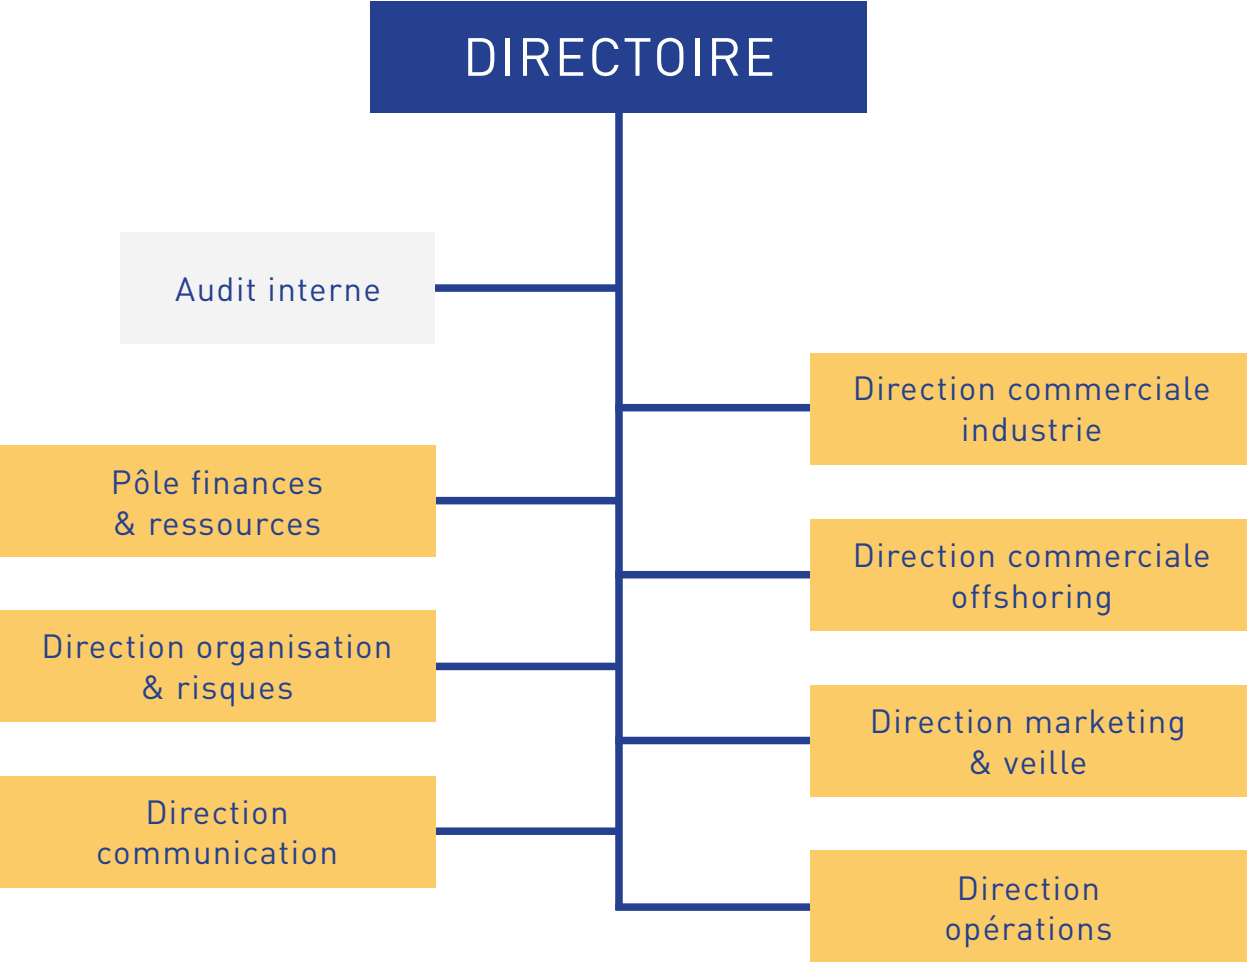 DIRECTOIRE
Audit interne
Direction commerciale
industrie
Pôle finances
& ressources
Direction commerciale
offshoring
Direction organisation
& risques
Direction marketing
& veille
Direction
communication
Direction
opérations